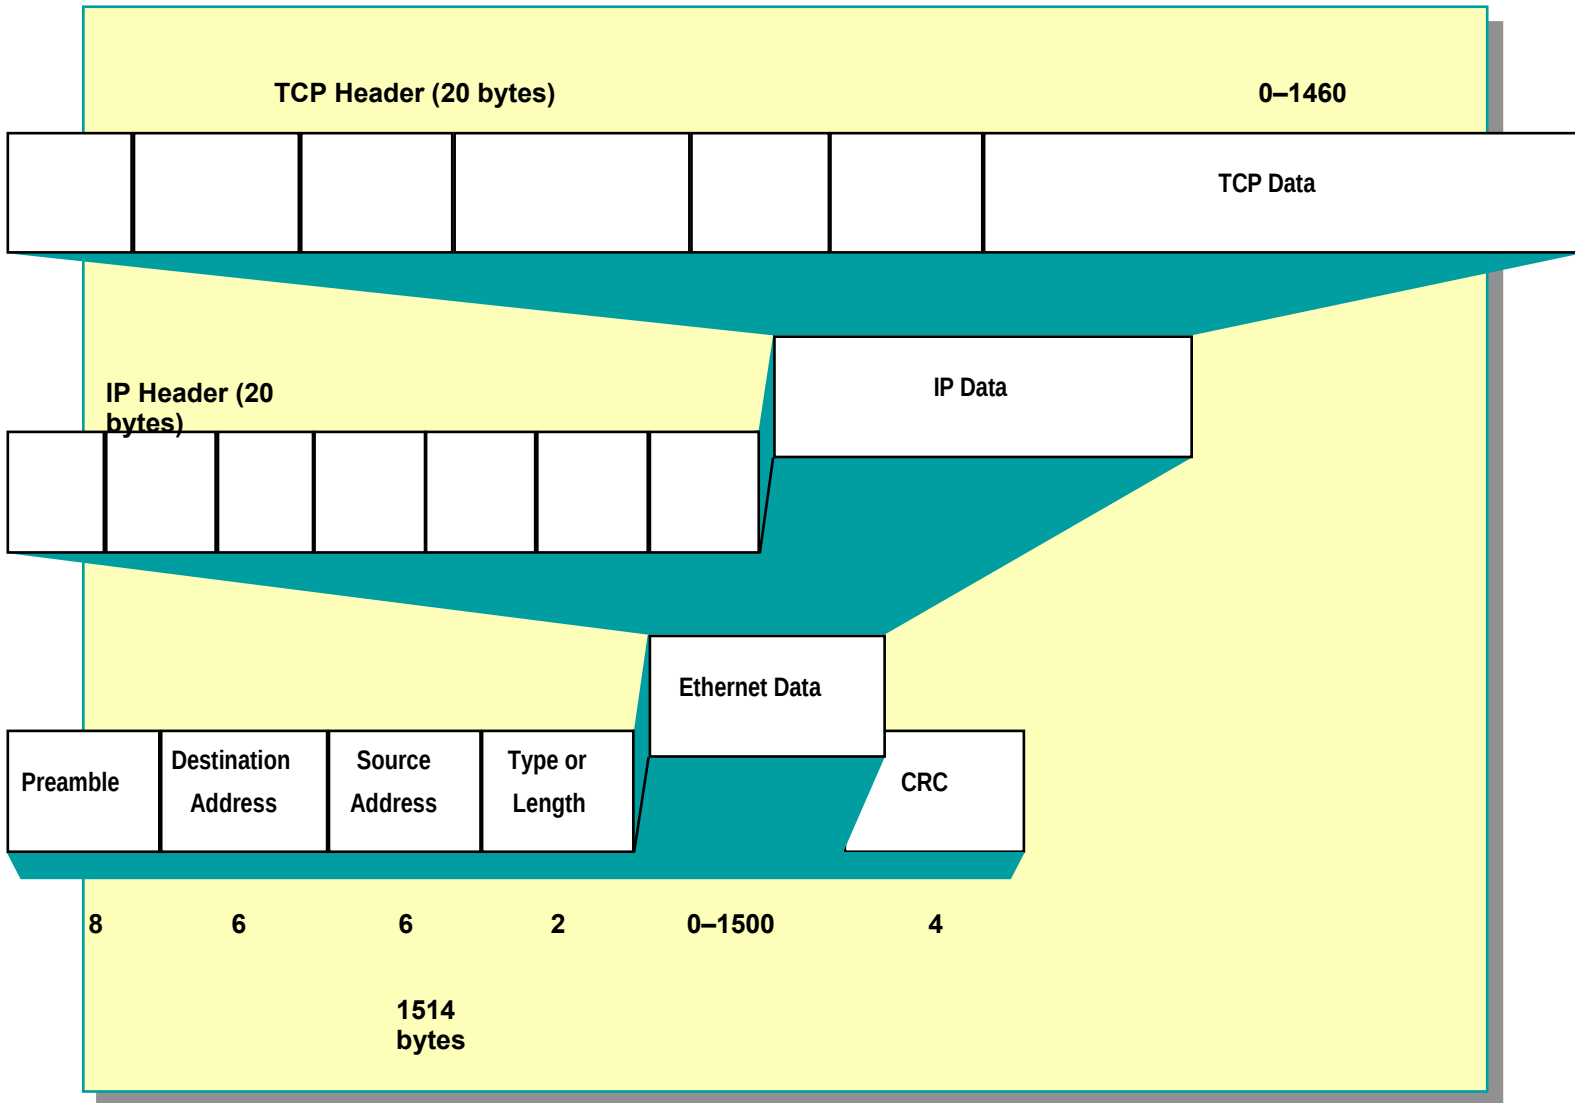 TCP Header (20 bytes)
0–1460
TCP Data
IP Header (20
bytes)
IP Data
Ethernet Data
Preamble
Destination
Address
Source
Address
Type or
Length
CRC
8
6
6
2
0–1500
4
1514
bytes